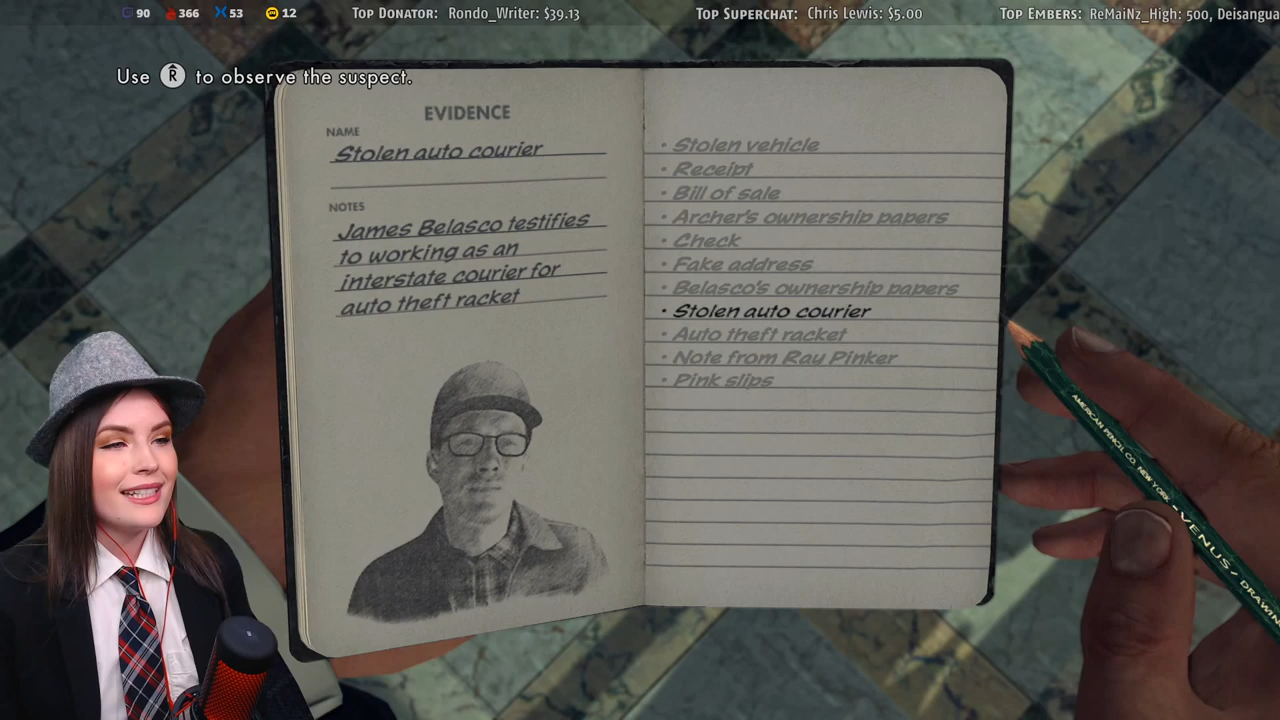 90 366 53 12 Top Donator: Rondo_Writer: $39.13 Top Superchat: Chris Lewis: $5.00 Top Embers: ReMaiNz_High: 500, Deisangua
Use R to observe the suspect.
EVIDENCE
NAME
Stolen auto courier
NOTES
James Belasco testifies
to working as an
interstate courier for
auto theft racket
• Stolen vehicle
• Receipt
• Bill of sale
• Archer's ownership papers
• Check
• Fake address
• Belasco's ownership papers
• Stolen auto courier
• Auto theft racket
• Note from Ray Pinker
• Pink slips
AMERICAN PENCIL CO. NEW YORK VENUS DRAWIN